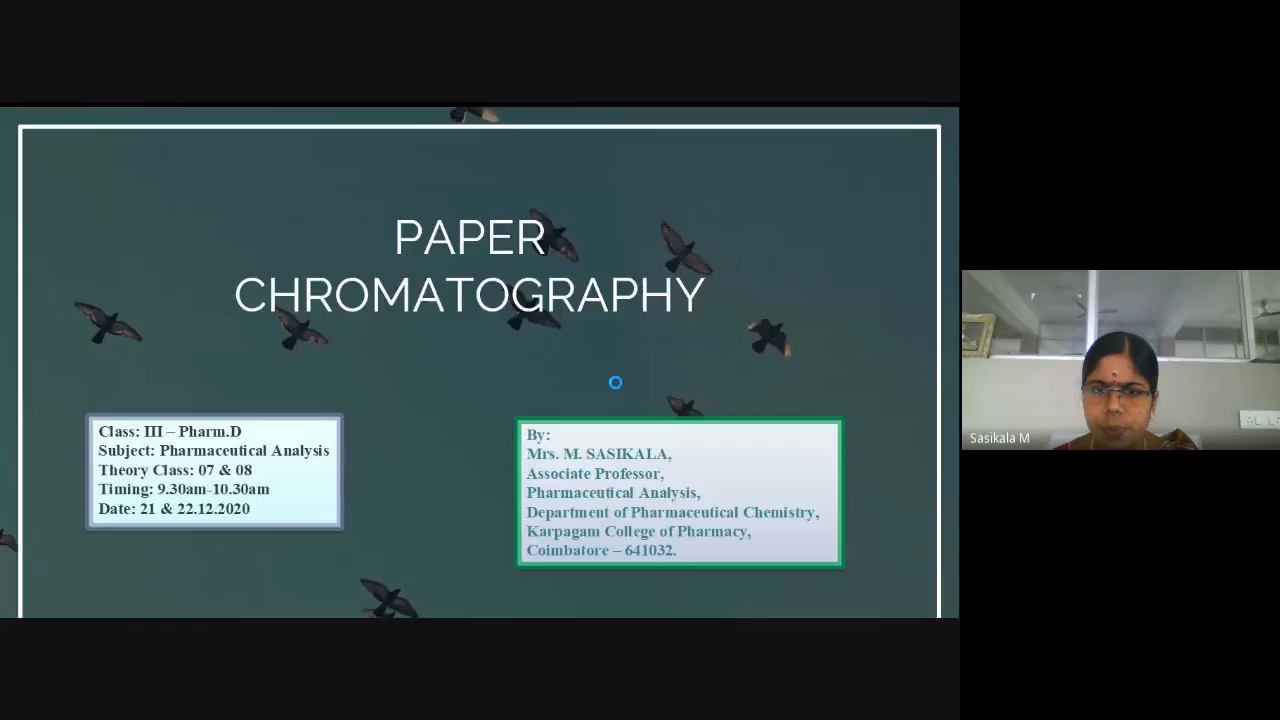 PAPER
CHROMATOGRAPHY
Class: III – Pharm.D
Subject: Pharmaceutical Analysis
Theory Class: 07 & 08
Timing: 9.30am-10.30am
Date: 21 & 22.12.2020
By:
Mrs. M. SASIKALA,
Associate Professor,
Pharmaceutical Analysis,
Department of Pharmaceutical Chemistry,
Karpagam College of Pharmacy,
Coimbatore – 641032.
Sasikala M